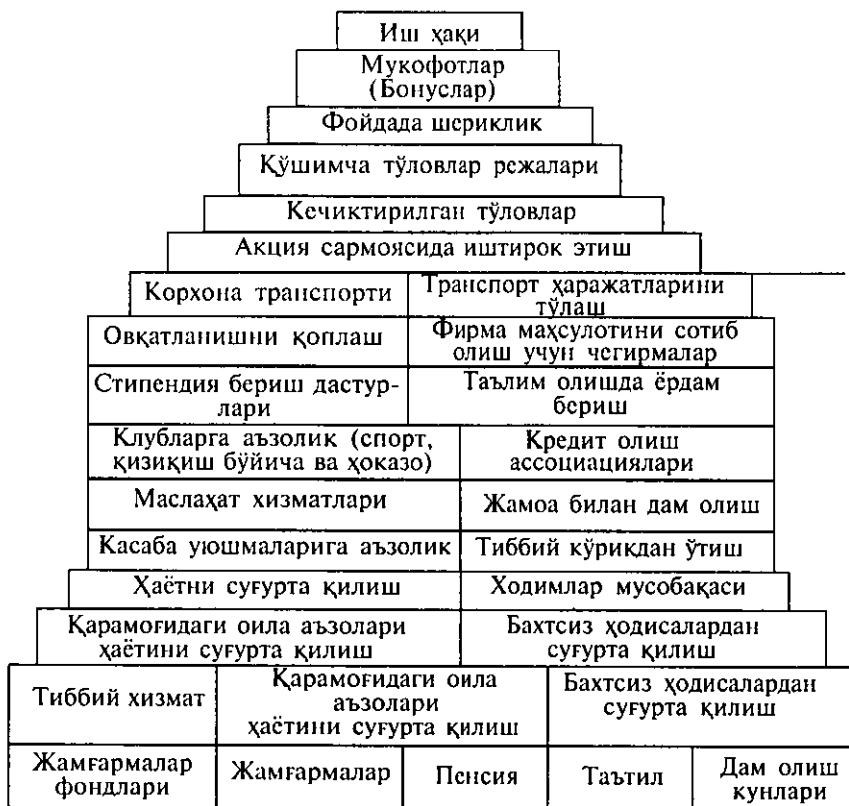 Иш ҳақи
Мукофотлар
(Бонуслар)
Фойдада шериклик
Қўшимча тўловлар режалари
Кечиктирилган тўловлар
Акция сармоясида иштирок этиш
Корхона транспорти
Транспорт ҳаражатларини
тўлаш
Овқатланишни қоплаш
Фирма маҳсулотини сотиб
олиш учун чегирмалар
Стипендия бериш дастур-
лари
Таълим олишда ёрдам
бериш
Клубларга аъзолик (спорт,
қизиқиш бўйича ва ҳоказо)
Кредит олиш
ассоциациялари
Маслаҳат хизматлари
Жамоа билан дам олиш
Касаба уюшмаларига аъзолик
Тиббий кўрикдан ўтиш
Ҳаётни суғурта қилиш
Ходимлар мусобақаси
Қарамоғидаги оила аъзолари
ҳаётини суғурта қилиш
Бахтсиз ҳодисалардан
суғурта қилиш
Тиббий хизмат
Қарамоғидаги оила
аъзолари
ҳаётини суғурта қилиш
Бахтсиз ҳодисалардан
суғурта қилиш
Жамғармалар
фондлари
Жамғармалар
Пенсия
Таътил
Дам олиш
кунлари